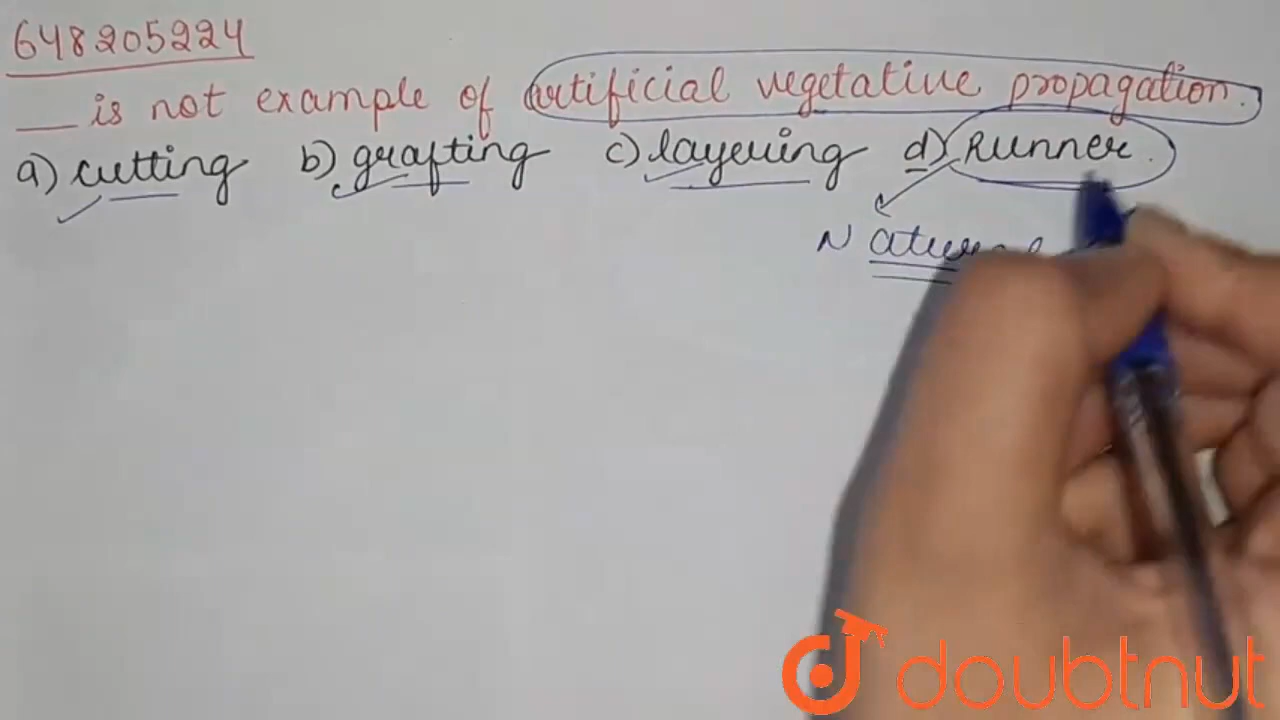 648205224
__ is not example of artificial vegetative propagation.
a) cutting b) grafting c) layering d) Runner.
doubtnut